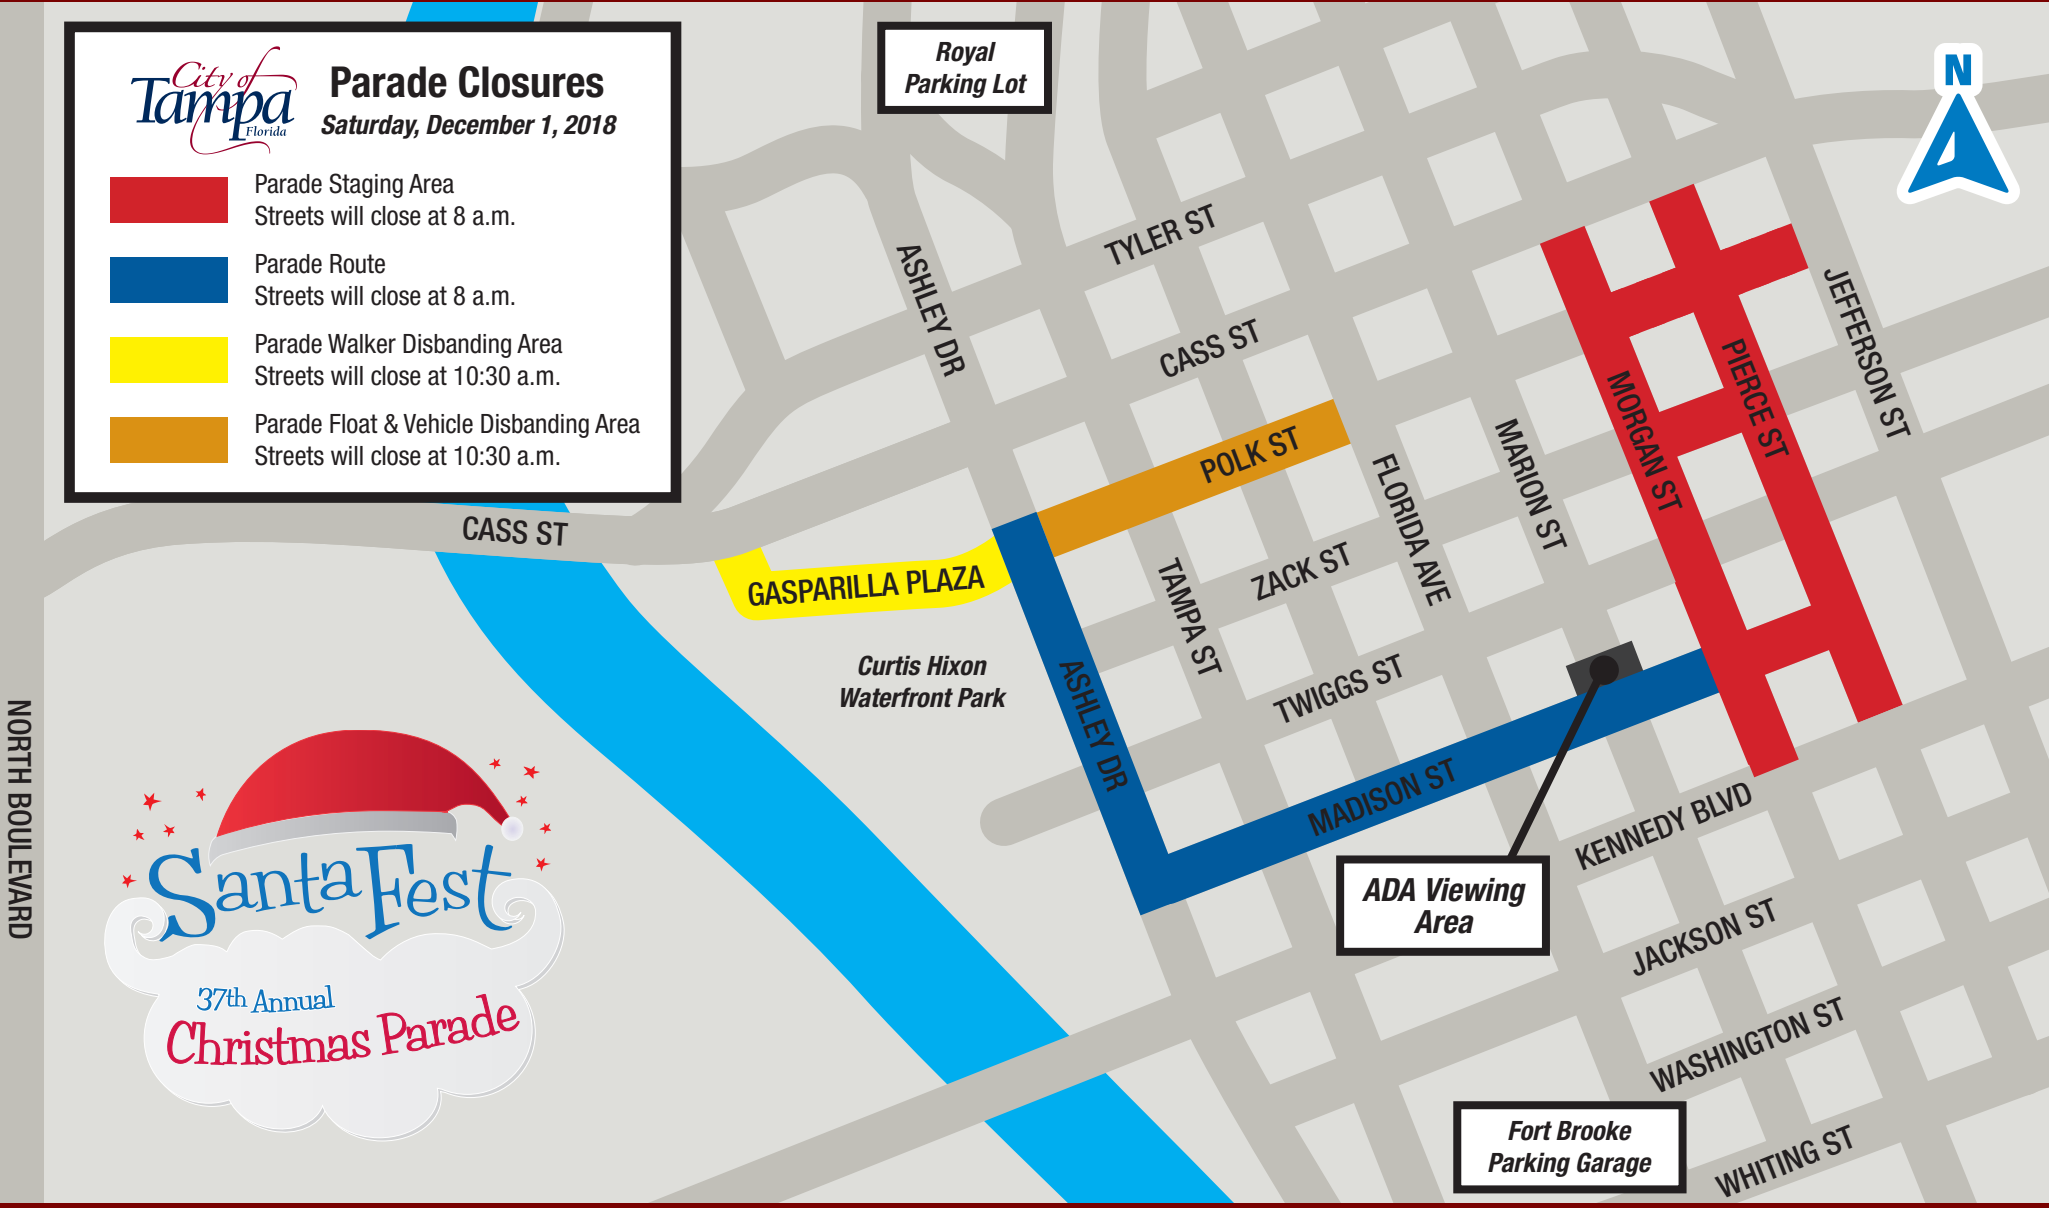 City of
Tampa
Florida
Parade Closures
Saturday, December 1, 2018
Parade Staging Area
Streets will close at 8 a.m.
Parade Route
Streets will close at 8 a.m.
Parade Walker Disbanding Area
Streets will close at 10:30 a.m.
Parade Float & Vehicle Disbanding Area
Streets will close at 10:30 a.m.
Royal
Parking Lot
N
TYLER ST
ASHLEY DR
CASS ST
JEFFERSON ST
PIERCE ST
MORGAN ST
MARION ST
POLK ST
FLORIDA AVE
CASS ST
GASPARILLA PLAZA
ZACK ST
TAMPA ST
Curtis Hixon
Waterfront Park
ASHLEY DR
TWIGGS ST
MADISON ST
NORTH BOULEVARD
KENNEDY BLVD
ADA Viewing
Area
JACKSON ST
WASHINGTON ST
Fort Brooke
Parking Garage
WHITING ST
Santa Fest
37th Annual
Christmas Parade